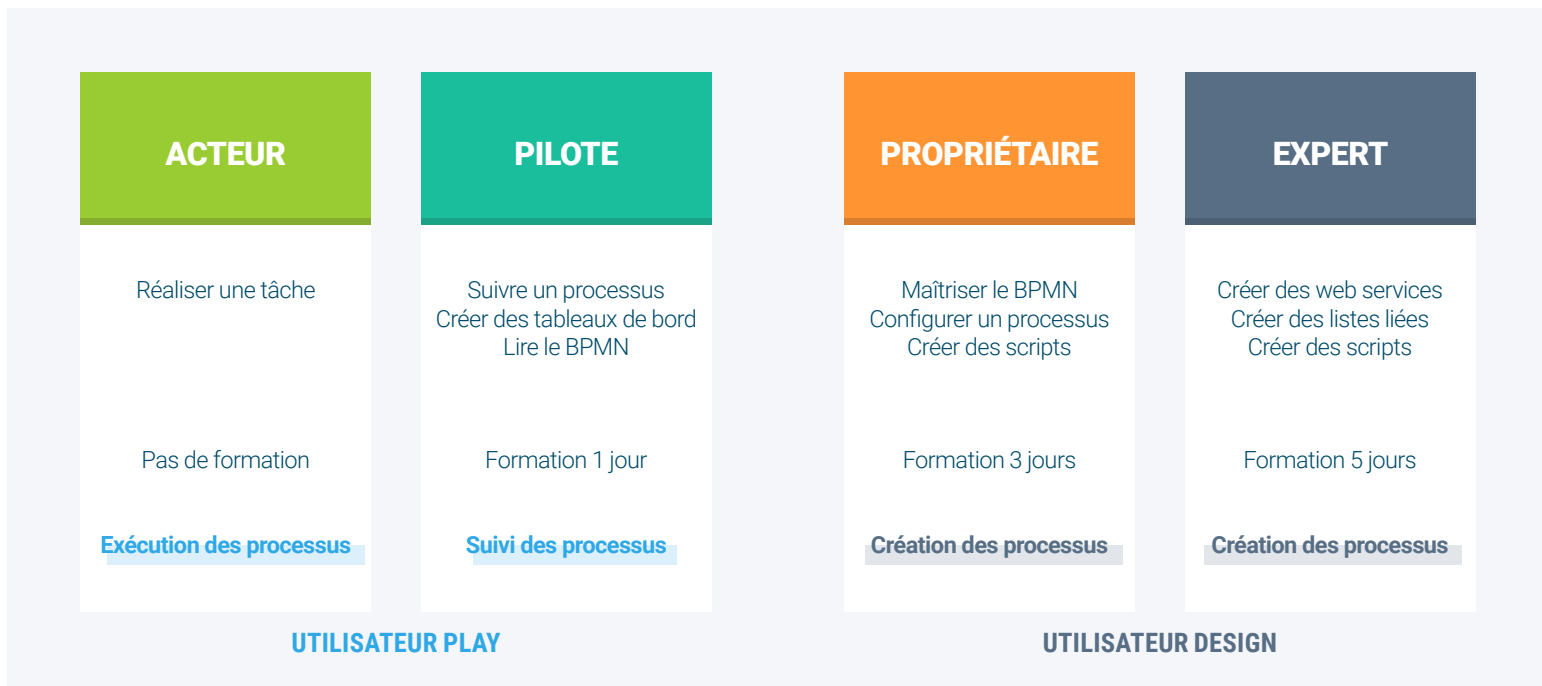 ACTEUR
Réaliser une tâche
Pas de formation
Exécution des processus
PILOTE
Suivre un processus
Créer des tableaux de bord
Lire le BPMN
Formation 1 jour
Suivi des processus
UTILISATEUR PLAY
PROPRIÉTAIRE
Maîtriser le BPMN
Configurer un processus
Créer des scripts
Formation 3 jours
Création des processus
EXPERT
Créer des web services
Créer des listes liées
Créer des scripts
Formation 5 jours
Création des processus
UTILISATEUR DESIGN